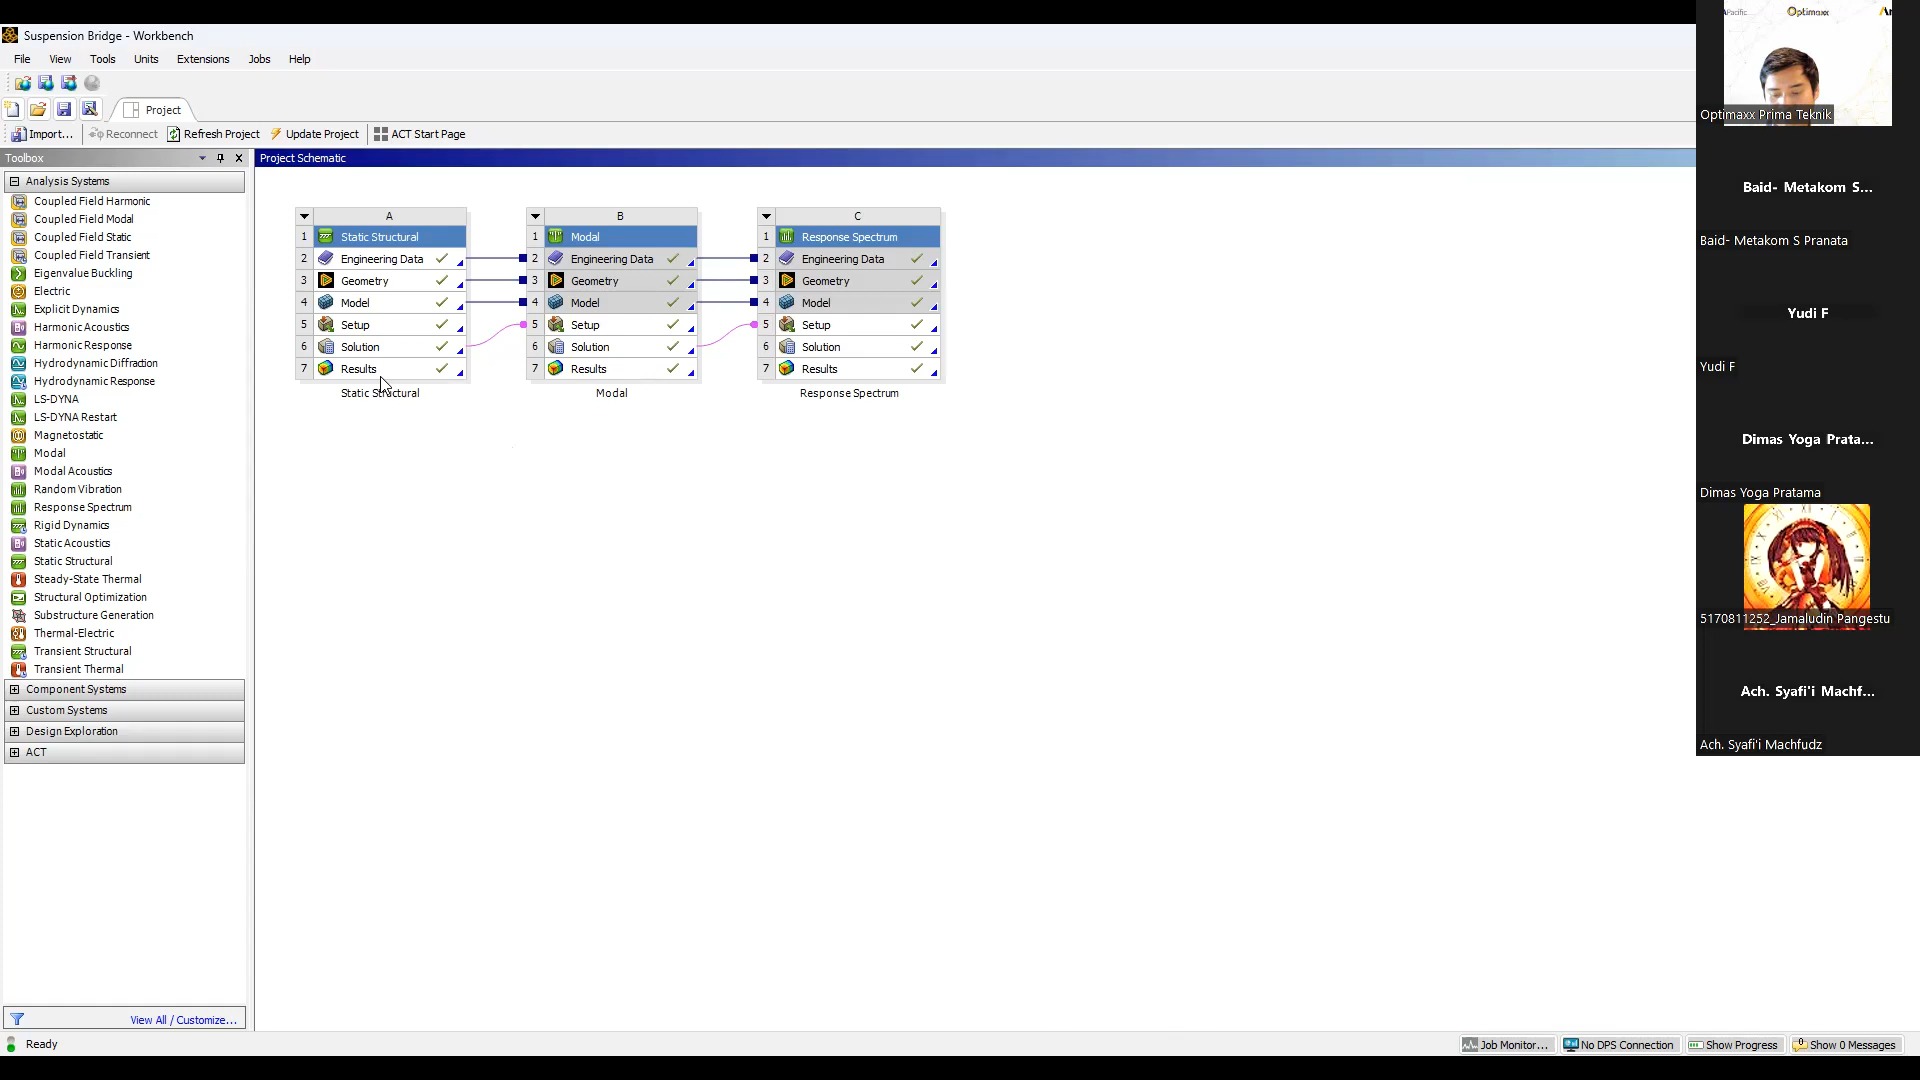 Suspension Bridge - Workbench
File View Tools Units Extensions Jobs Help
Project
Import... Reconnect Refresh Project Update Project ACT Start Page
Toolbox
Analysis Systems
Coupled Field Harmonic
Coupled Field Modal
Coupled Field Static
Coupled Field Transient
Eigenvalue Buckling
Electric
Explicit Dynamics
Harmonic Acoustics
Harmonic Response
Hydrodynamic Diffraction
Hydrodynamic Response
LS-DYNA
LS-DYNA Restart
Magnetostatic
Modal
Modal Acoustics
Random Vibration
Response Spectrum
Rigid Dynamics
Static Acoustics
Static Structural
Steady-State Thermal
Structural Optimization
Substructure Generation
Thermal-Electric
Transient Structural
Transient Thermal
Component Systems
Custom Systems
Design Exploration
ACT
View All / Customize...
Project Schematic
A
1 Static Structural
2 Engineering Data
3 Geometry
4 Model
5 Setup
6 Solution
7 Results
Static Structural
B
1 Modal
2 Engineering Data
3 Geometry
4 Model
5 Setup
6 Solution
7 Results
Modal
C
1 Response Spectrum
2 Engineering Data
3 Geometry
4 Model
5 Setup
6 Solution
7 Results
Response Spectrum
Optimaxx
Optimaxx Prima Teknik
Baid- Metakom S...
Baid- Metakom S Pranata
Yudi F
Yudi F
Dimas Yoga Prata...
Dimas Yoga Pratama
5170811252_Jamaludin Pangestu
Ach. Syafi'i Machf...
Ach. Syafi'i Machfudz
Ready
Job Monitor... No DPS Connection Show Progress Show 0 Messages